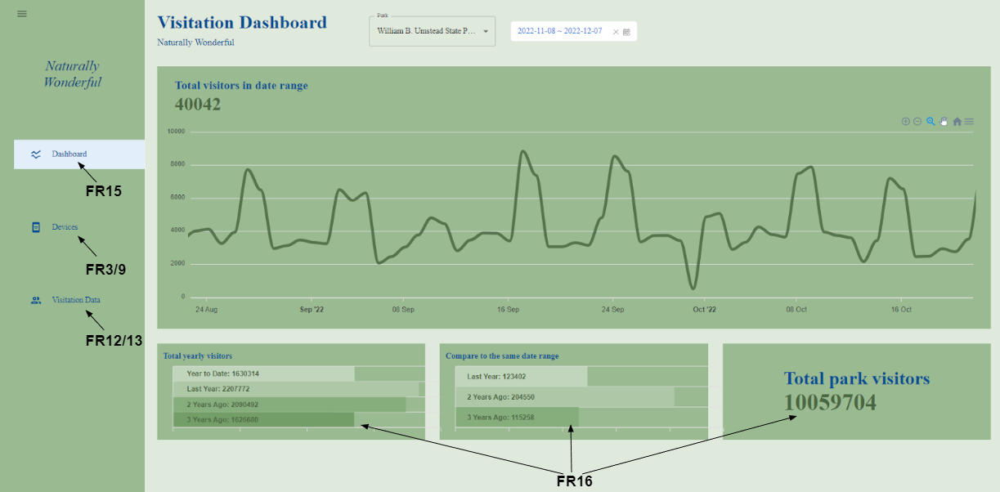 Visitation Dashboard
Naturally Wonderful
Park
William B. Umstead State P...
2022-11-08 ~ 2022-12-07
Naturally
Wonderful
Dashboard
FR15
Devices
FR3/9
Visitation Data
FR12/13
Total visitors in date range
40042
10000
8000
6000
4000
2000
0
24 Aug
Sep '22
08 Sep
16 Sep
24 Sep
Oct '22
08 Oct
16 Oct
Total yearly visitors
Year to Date: 1630314
Last Year: 2207772
2 Years Ago: 2090492
3 Years Ago: 1626680
Compare to the same date range
Last Year: 123402
2 Years Ago: 204550
3 Years Ago: 115258
Total park visitors
10059704
FR16